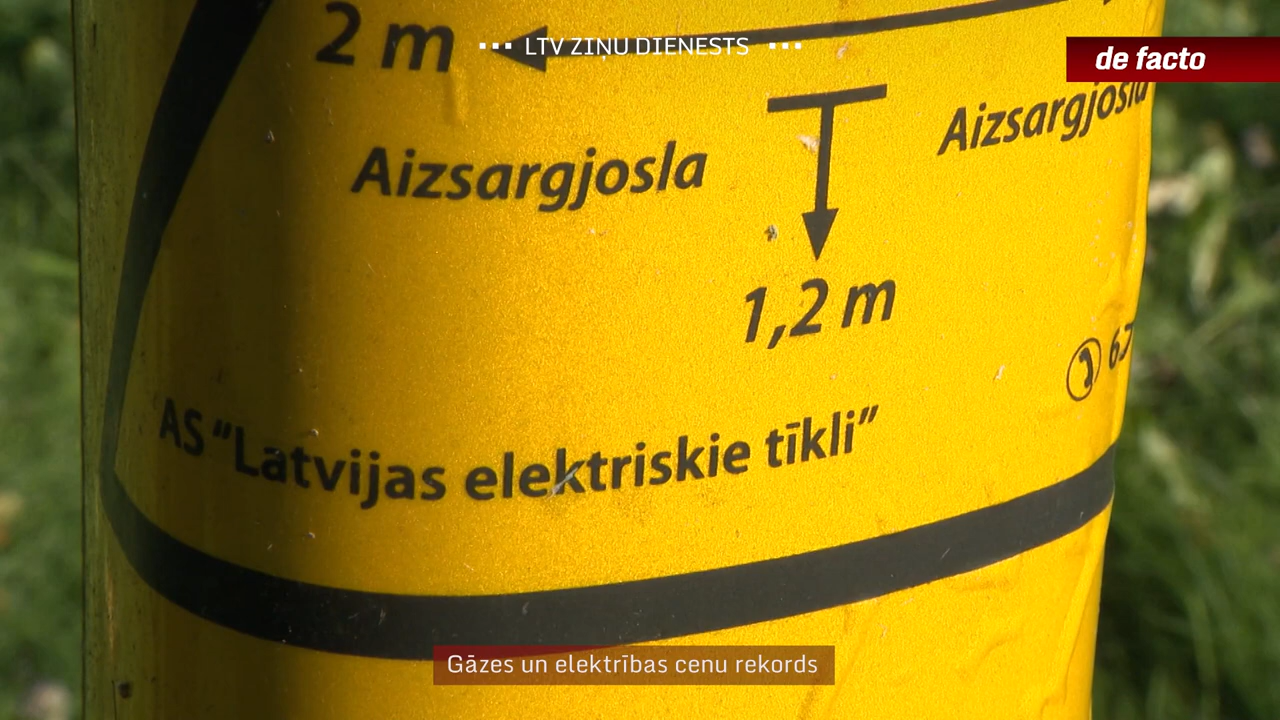 LTV ZIŅU DIENESTS
de facto
2 m
Aizsargjosla
Aizsargjosla
1,2 m
67
AS "Latvijas elektriskie tīkli"
Gāzes un elektrības cenu rekords